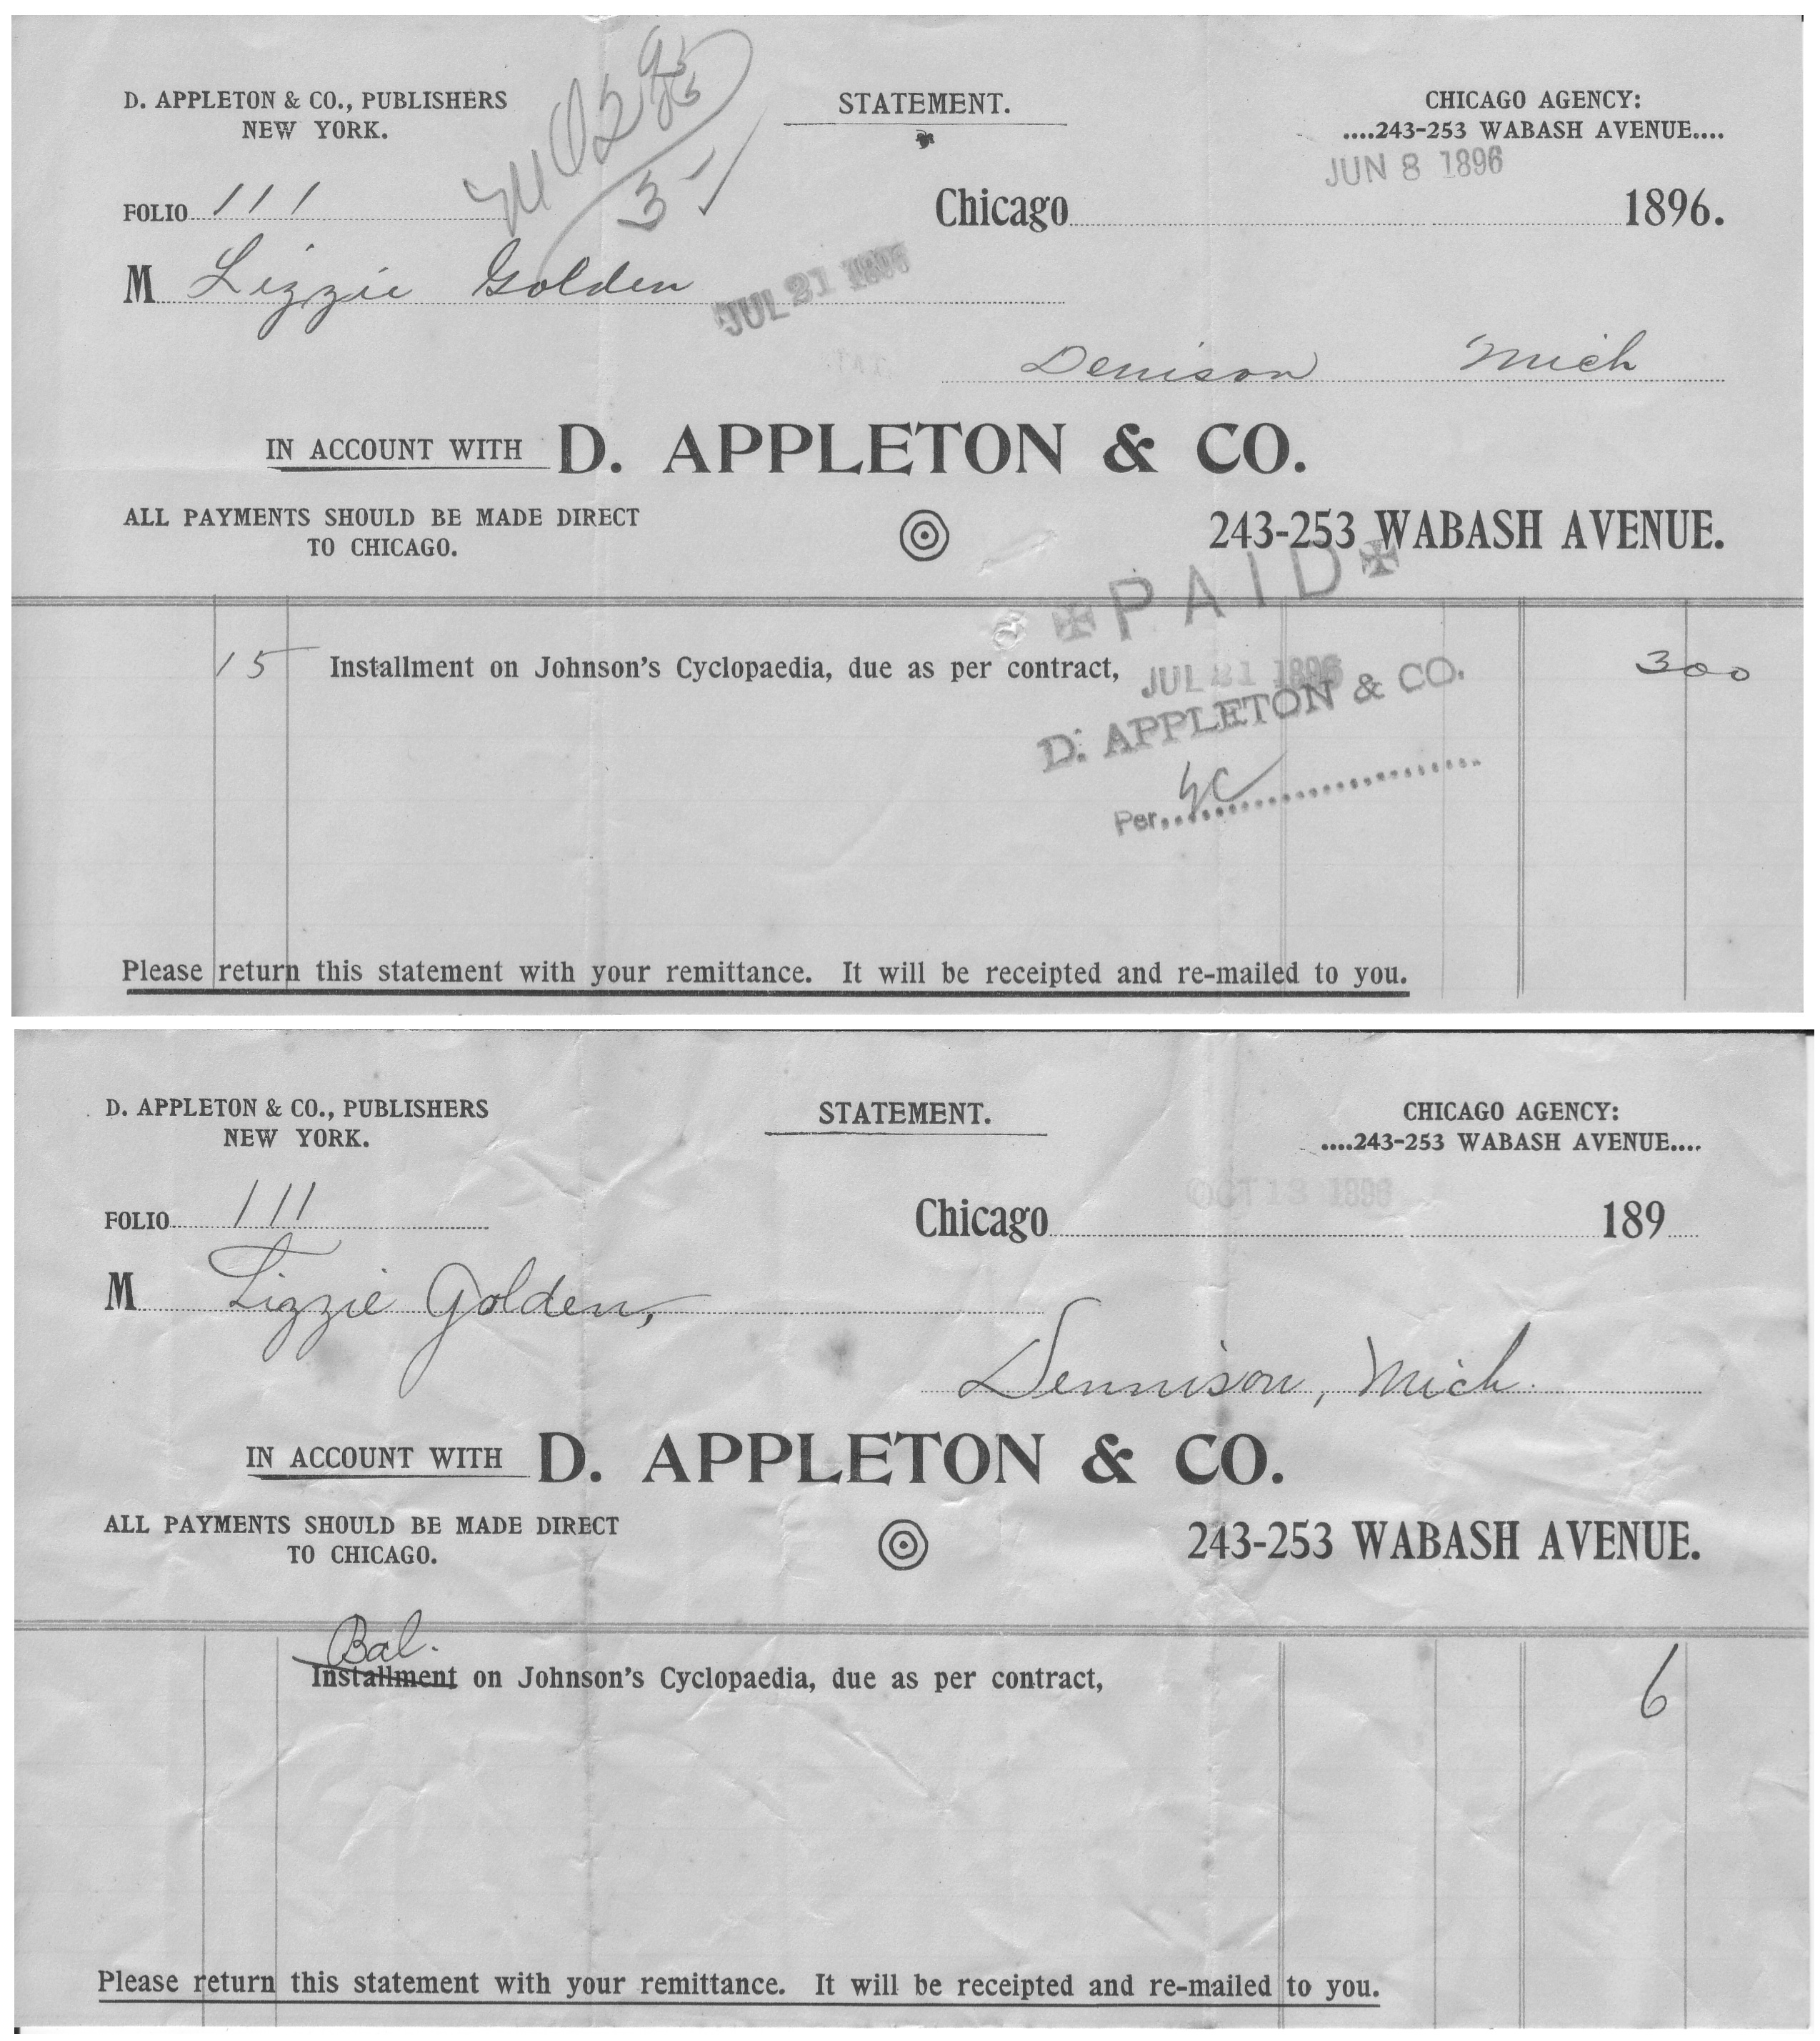 D. APPLETON & CO., PUBLISHERS
NEW YORK.
STATEMENT.
CHICAGO AGENCY:
....243-253 WABASH AVENUE....
JUN 8 1896
FOLIO 111
3
Chicago 1896.
M Lizzie Golden
JUL 21 1896
Denison Mich
IN ACCOUNT WITH D. APPLETON & CO.
ALL PAYMENTS SHOULD BE MADE DIRECT
TO CHICAGO.
243-253 WABASH AVENUE.
PAID
15 Installment on Johnson's Cyclopaedia, due as per contract, 300
JUL 21 1896
D. APPLETON & CO.
Per
Please return this statement with your remittance. It will be receipted and re-mailed to you.
D. APPLETON & CO., PUBLISHERS
NEW YORK.
STATEMENT.
CHICAGO AGENCY:
....243-253 WABASH AVENUE....
OCT 13 1896
FOLIO 111
Chicago 189
M Lizzie Golden,
Dennison, Mich.
IN ACCOUNT WITH D. APPLETON & CO.
ALL PAYMENTS SHOULD BE MADE DIRECT
TO CHICAGO.
243-253 WABASH AVENUE.
Bal.
Installment on Johnson's Cyclopaedia, due as per contract, 6
Please return this statement with your remittance. It will be receipted and re-mailed to you.